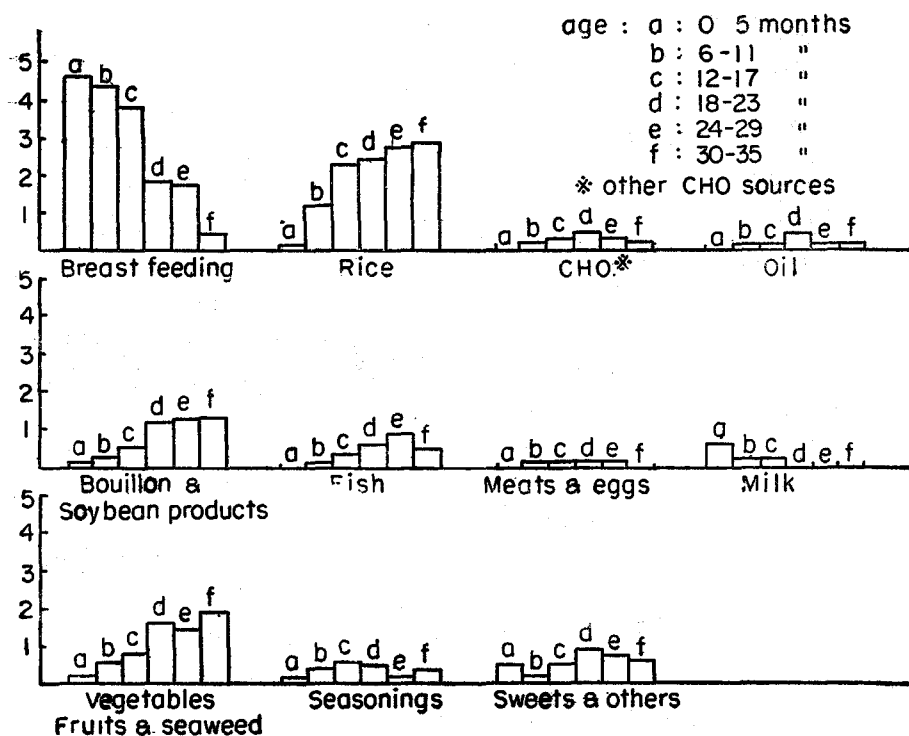 age : a : 0 5 months
b : 6-11 "
c : 12-17 "
d : 18-23 "
e : 24-29 "
f : 30-35 "
※ other CHO sources
5
4
3
2
1
a b c d e f
a b c d e f
a b c d e f
a b c d e f
Breast feeding Rice CHO.※ Oil
5
4
3
2
1
a b c d e f
a b c d e f
a b c d e f
a b c d e f
Bouillon & Fish Meats & eggs Milk
Soybean products
5
4
3
2
1
a b c d e f
a b c d e f
a b c d e f
Vegetables Seasonings Sweets & others
Fruits & seaweed